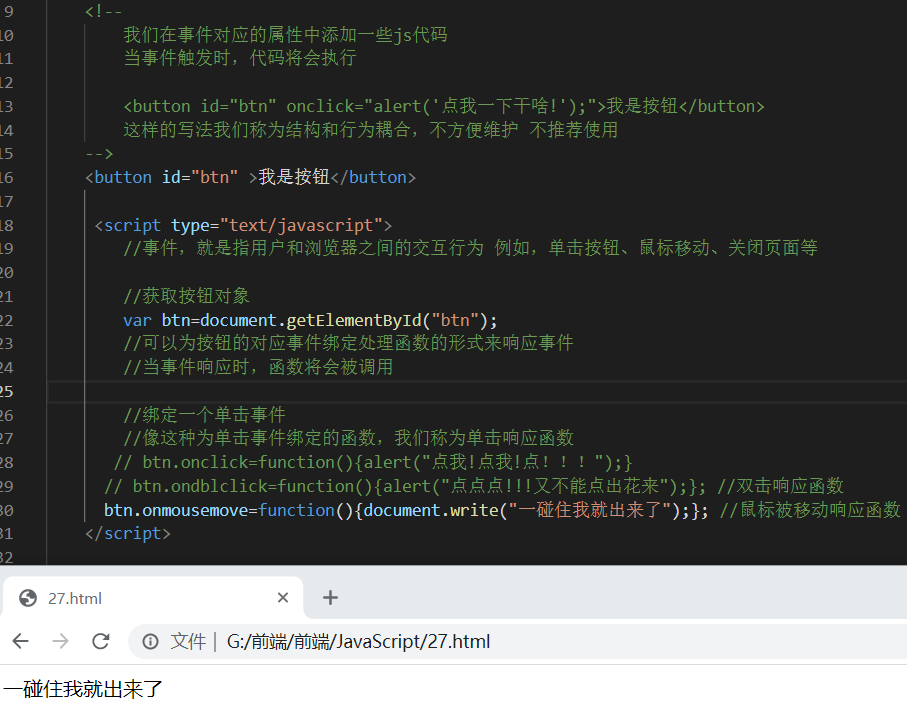 9 <!--
10 我们在事件对应的属性中添加一些js代码
11 当事件触发时，代码将会执行
12
13 <button id="btn" onclick="alert('点我一下干啥!');">我是按钮</button>
14 这样的写法我们称为结构和行为耦合，不方便维护 不推荐使用
15 -->
16 <button id="btn" >我是按钮</button>
17
18 <script type="text/javascript">
19 //事件，就是指用户和浏览器之间的交互行为 例如，单击按钮、鼠标移动、关闭页面等
20
21 //获取按钮对象
22 var btn=document.getElementById("btn");
23 //可以为按钮的对应事件绑定处理函数的形式来响应事件
24 //当事件响应时，函数将会被调用
25
26 //绑定一个单击事件
27 //像这种为单击事件绑定的函数，我们称为单击响应函数
28 // btn.onclick=function(){alert("点我!点我!点！！！");}
29 // btn.ondblclick=function(){alert("点点点!!!又不能点出花来");}; //双击响应函数
30 btn.onmousemove=function(){document.write("一碰住我就出来了");}; //鼠标被移动响应函数
31 </script>
32
27.html
文件 | G:/前端/前端/JavaScript/27.html
一碰住我就出来了